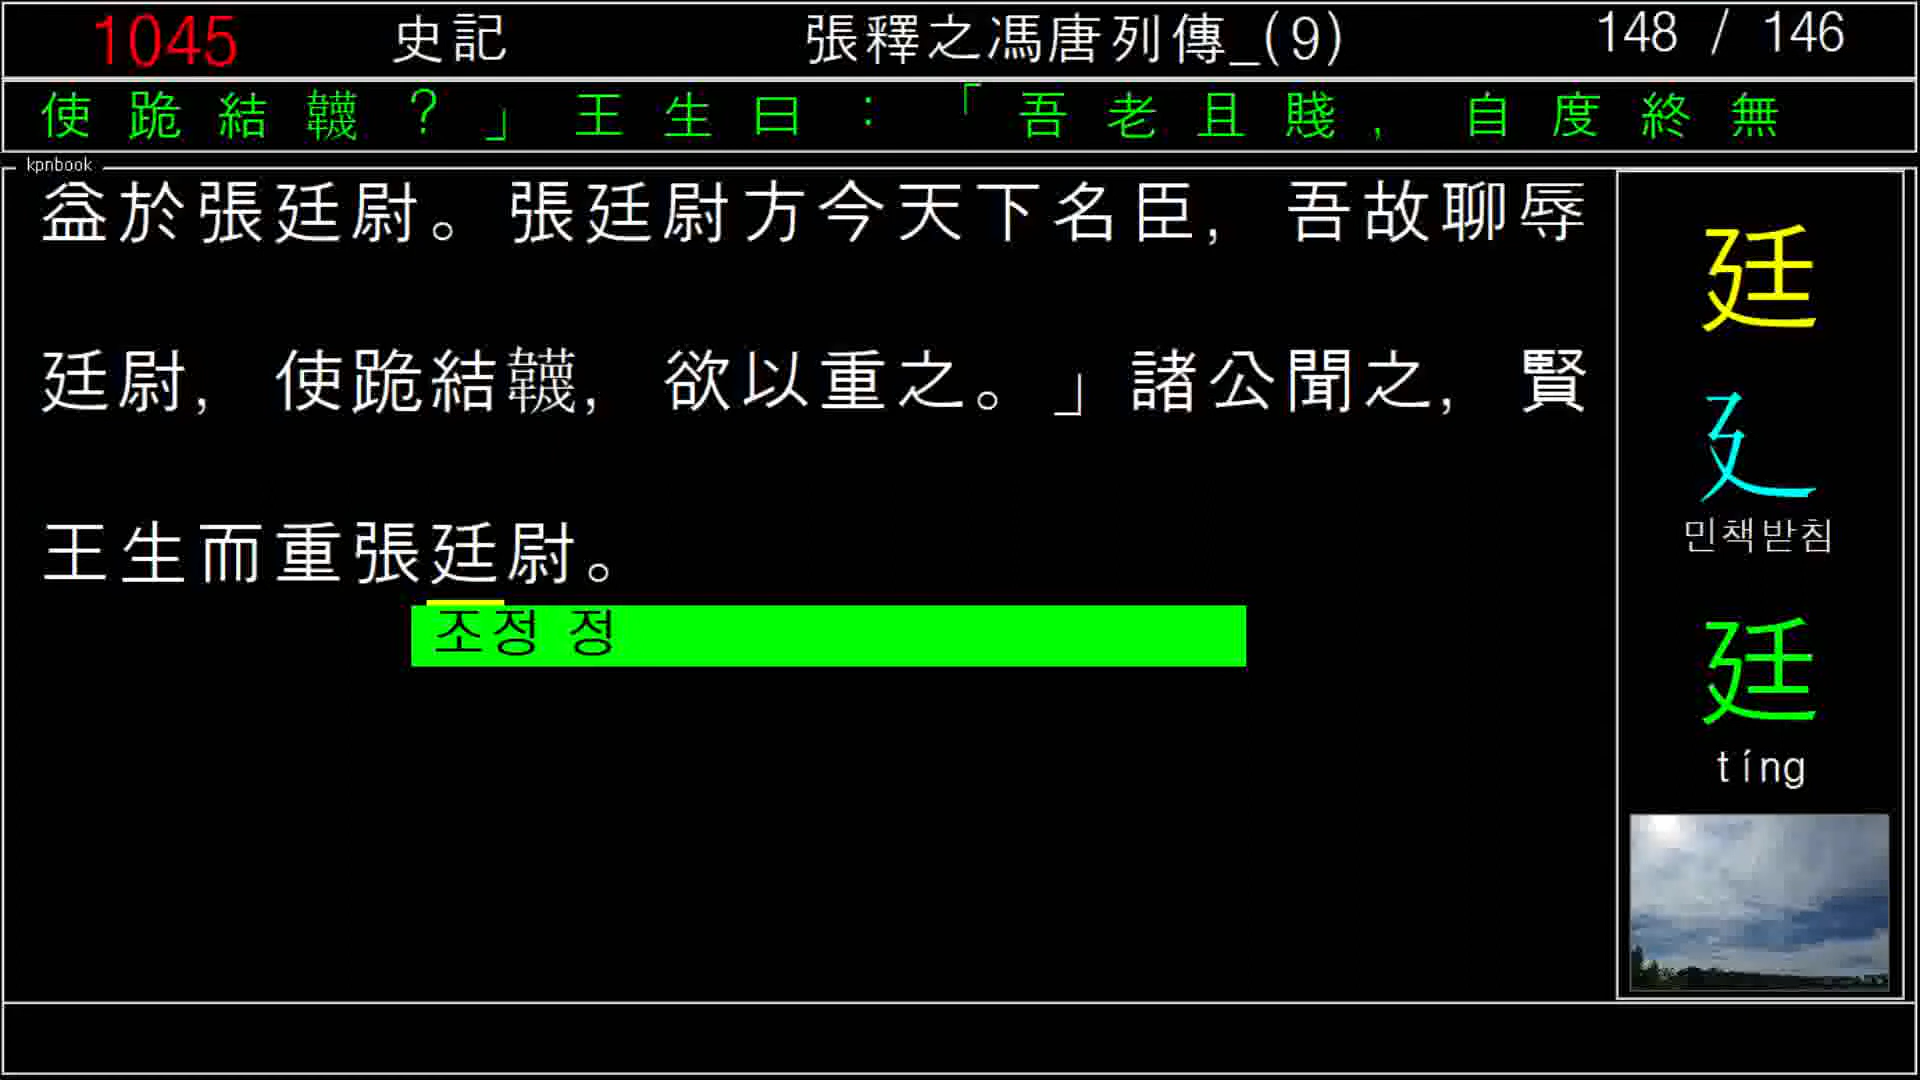 1045 史記 張釋之馮唐列傳_(9) 148 / 146
使跪結韤？」王生曰：「吾老且賤，自度終無
kpnbook
益於張廷尉。張廷尉方今天下名臣，吾故聊辱
廷尉，使跪結韤，欲以重之。」諸公聞之，賢
王生而重張廷尉。
조정 정
廷
廴
민책받침
廷
tíng